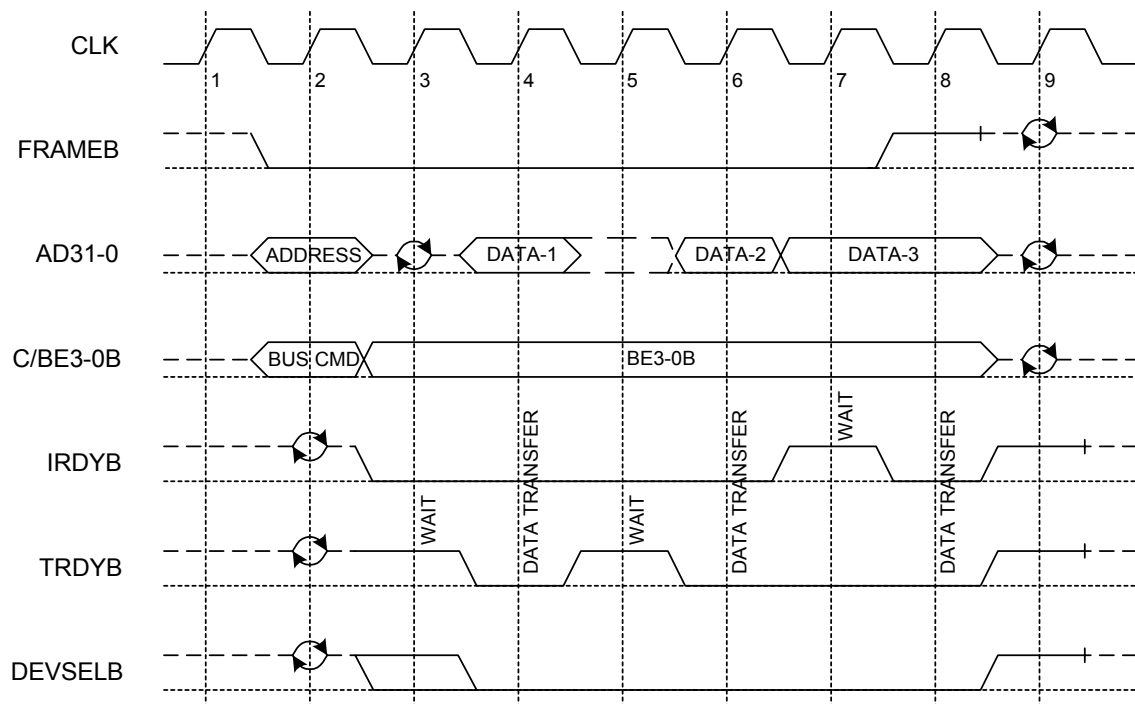 CLK
1 2 3 4 5 6 7 8 9
FRAMEB
AD31-0
ADDRESS DATA-1 DATA-2 DATA-3
C/BE3-0B
BUS CMD BE3-0B
IRDYB
WAIT
DATA TRANSFER
WAIT
DATA TRANSFER
WAIT
DATA TRANSFER
TRDYB
DEVSELB